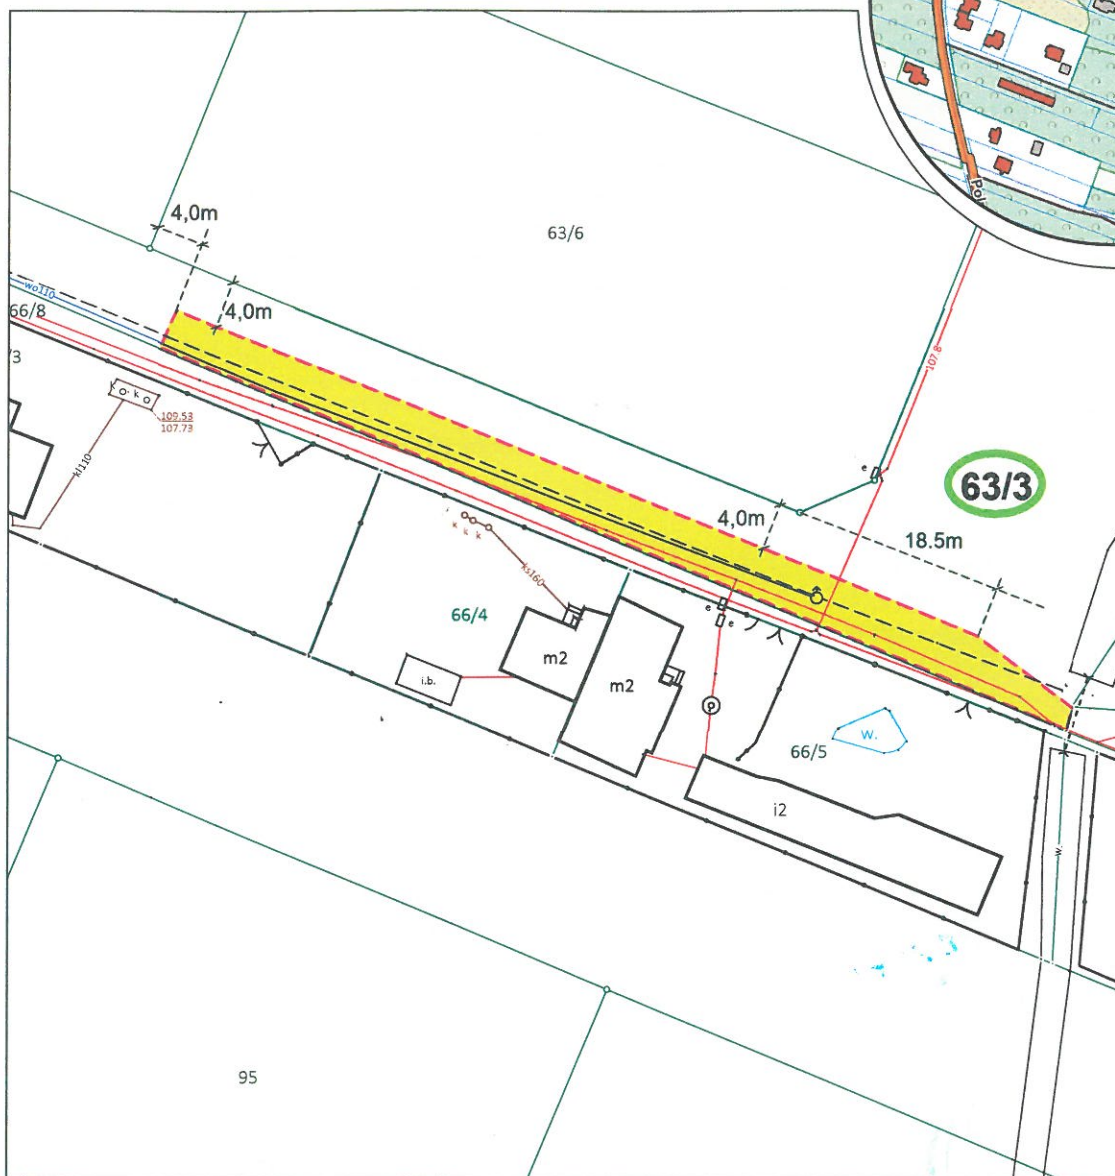 Pol
4,0m
63/6
wo110
66/8
4,0m
/3
107.8
k o k o
109.53
107.73
kl110
e
63/3
4,0m
18.5m
k k k
ks160
66/4
e
e
m2
m2
i.b.
w.
66/5
i2
w.
95